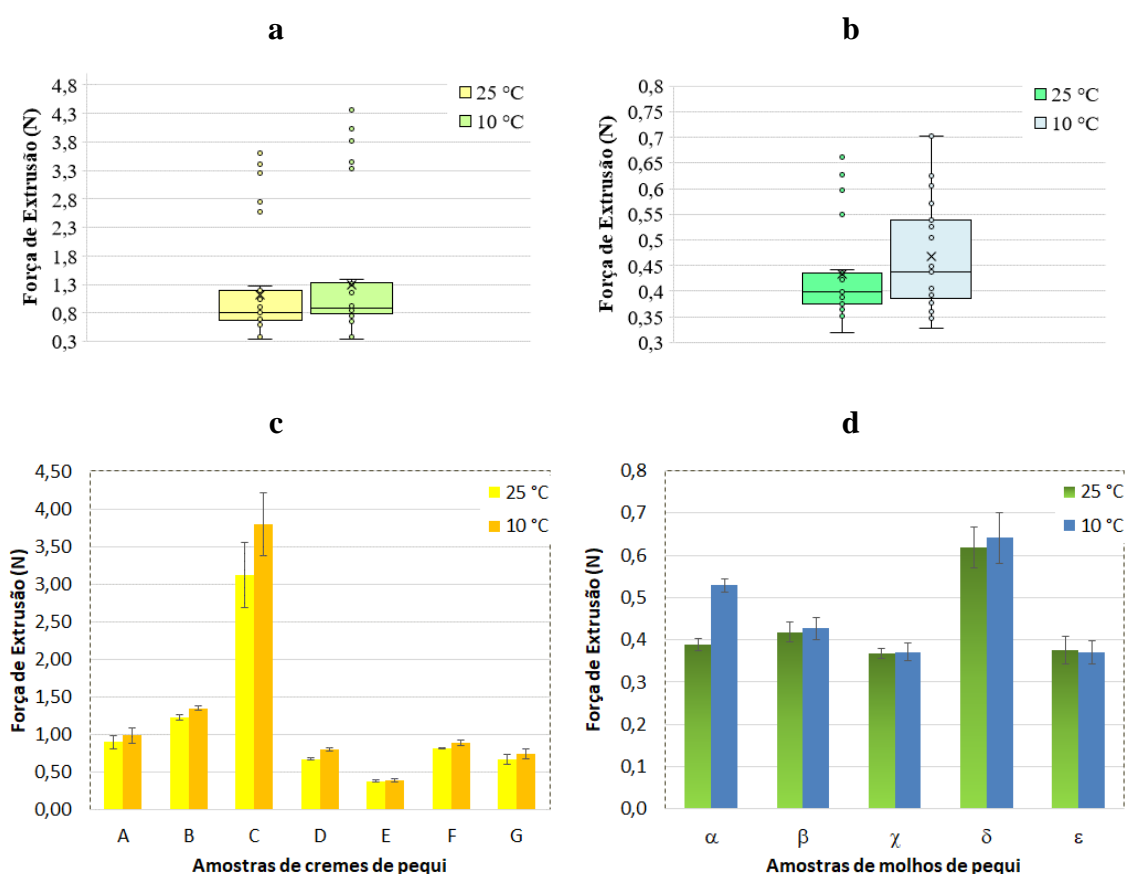 a
Força de Extrusão (N)
4,8
4,3
3,8
3,3
2,8
2,3
1,8
1,3
0,8
0,3
25 °C
10 °C
b
Força de Extrusão (N)
0,8
0,75
0,7
0,65
0,6
0,55
0,5
0,45
0,4
0,35
0,3
25 °C
10 °C
c
Força de Extrusão (N)
4,50
4,00
3,50
3,00
2,50
2,00
1,50
1,00
0,50
0,00
25 °C
10 °C
A B C D E F G
Amostras de cremes de pequi
d
Força de Extrusão (N)
0,8
0,7
0,6
0,5
0,4
0,3
0,2
0,1
0,0
25 °C
10 °C
α β χ δ ε
Amostras de molhos de pequi